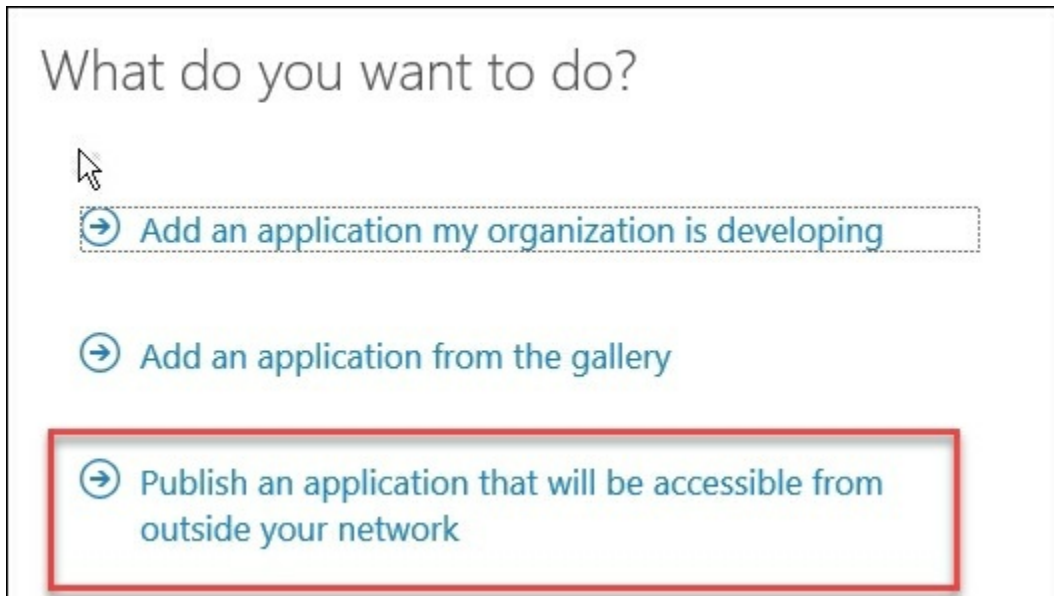 What do you want to do?
Add an application my organization is developing
Add an application from the gallery
Publish an application that will be accessible from
outside your network